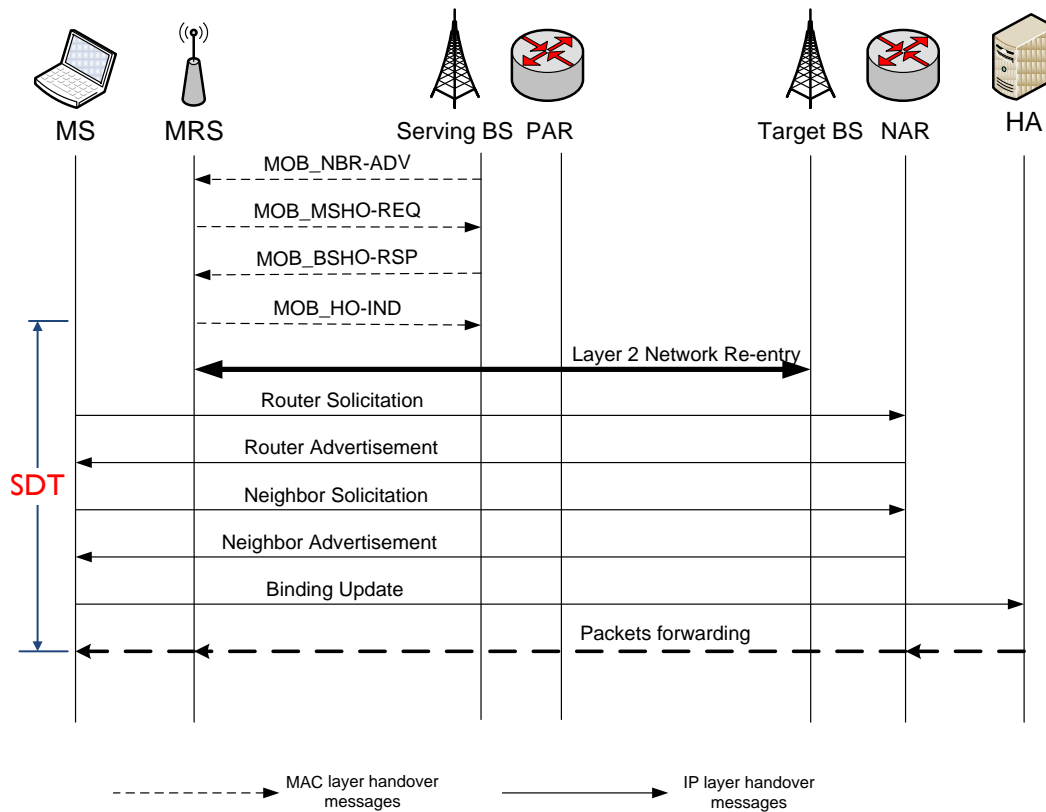 MS
MRS
Serving BS
PAR
Target BS
NAR
HA
MOB_NBR-ADV
MOB_MSHO-REQ
MOB_BSHO-RSP
MOB_HO-IND
Layer 2 Network Re-entry
Router Solicitation
Router Advertisement
SDT
Neighbor Solicitation
Neighbor Advertisement
Binding Update
Packets forwarding
MAC layer handover
messages
IP layer handover
messages